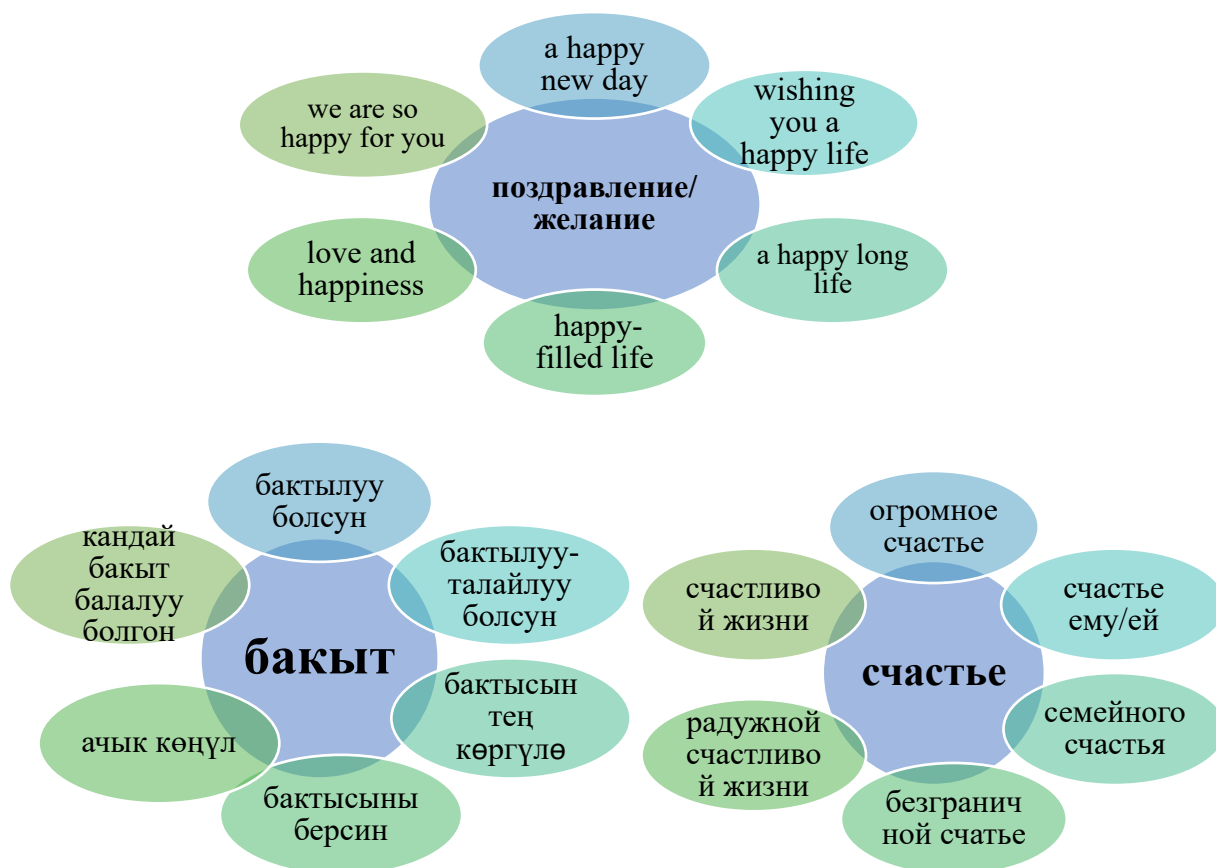 a happy
new day
wishing
you a
happy life
a happy long
life
happy-
filled life
love and
happiness
we are so
happy for you
поздравление/
желание
бактылуу
болсун
бактылуу-
талайлуу
болсун
бактысын
тең
көргүлө
бактысыны
берсин
ачык көңүл
кандай
бакыт
балалуу
болгон
бакыт
огромное
счастье
счастье
ему/ей
семейного
счастья
безгранич
ной счатье
радужной
счастливо
й жизни
счастливо
й жизни
счастье